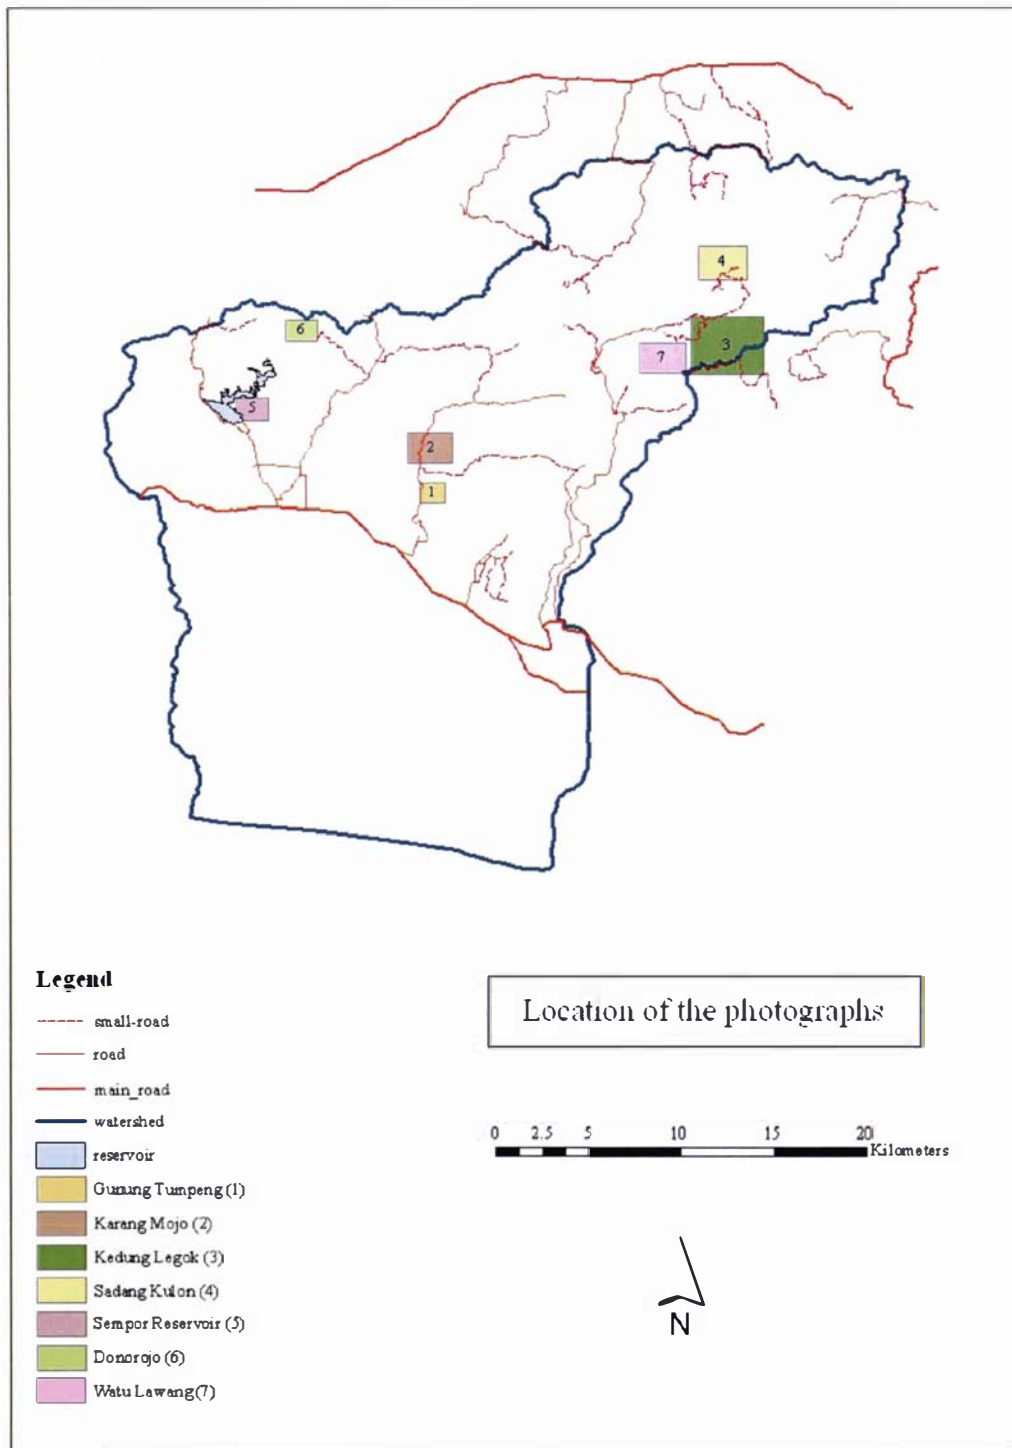 6
4
3
7
5
2
1
Legend
small-road
road
main_road
watershed
reservoir
Gunung Tumpeng (1)
Karang Mojo (2)
Kedung Legok (3)
Sadang Kulon (4)
Sempor Reservoir (5)
Donorojo (6)
Watu Lawang (7)
Location of the photographs
0 2.5 5 10 15 20
Kilometers
N